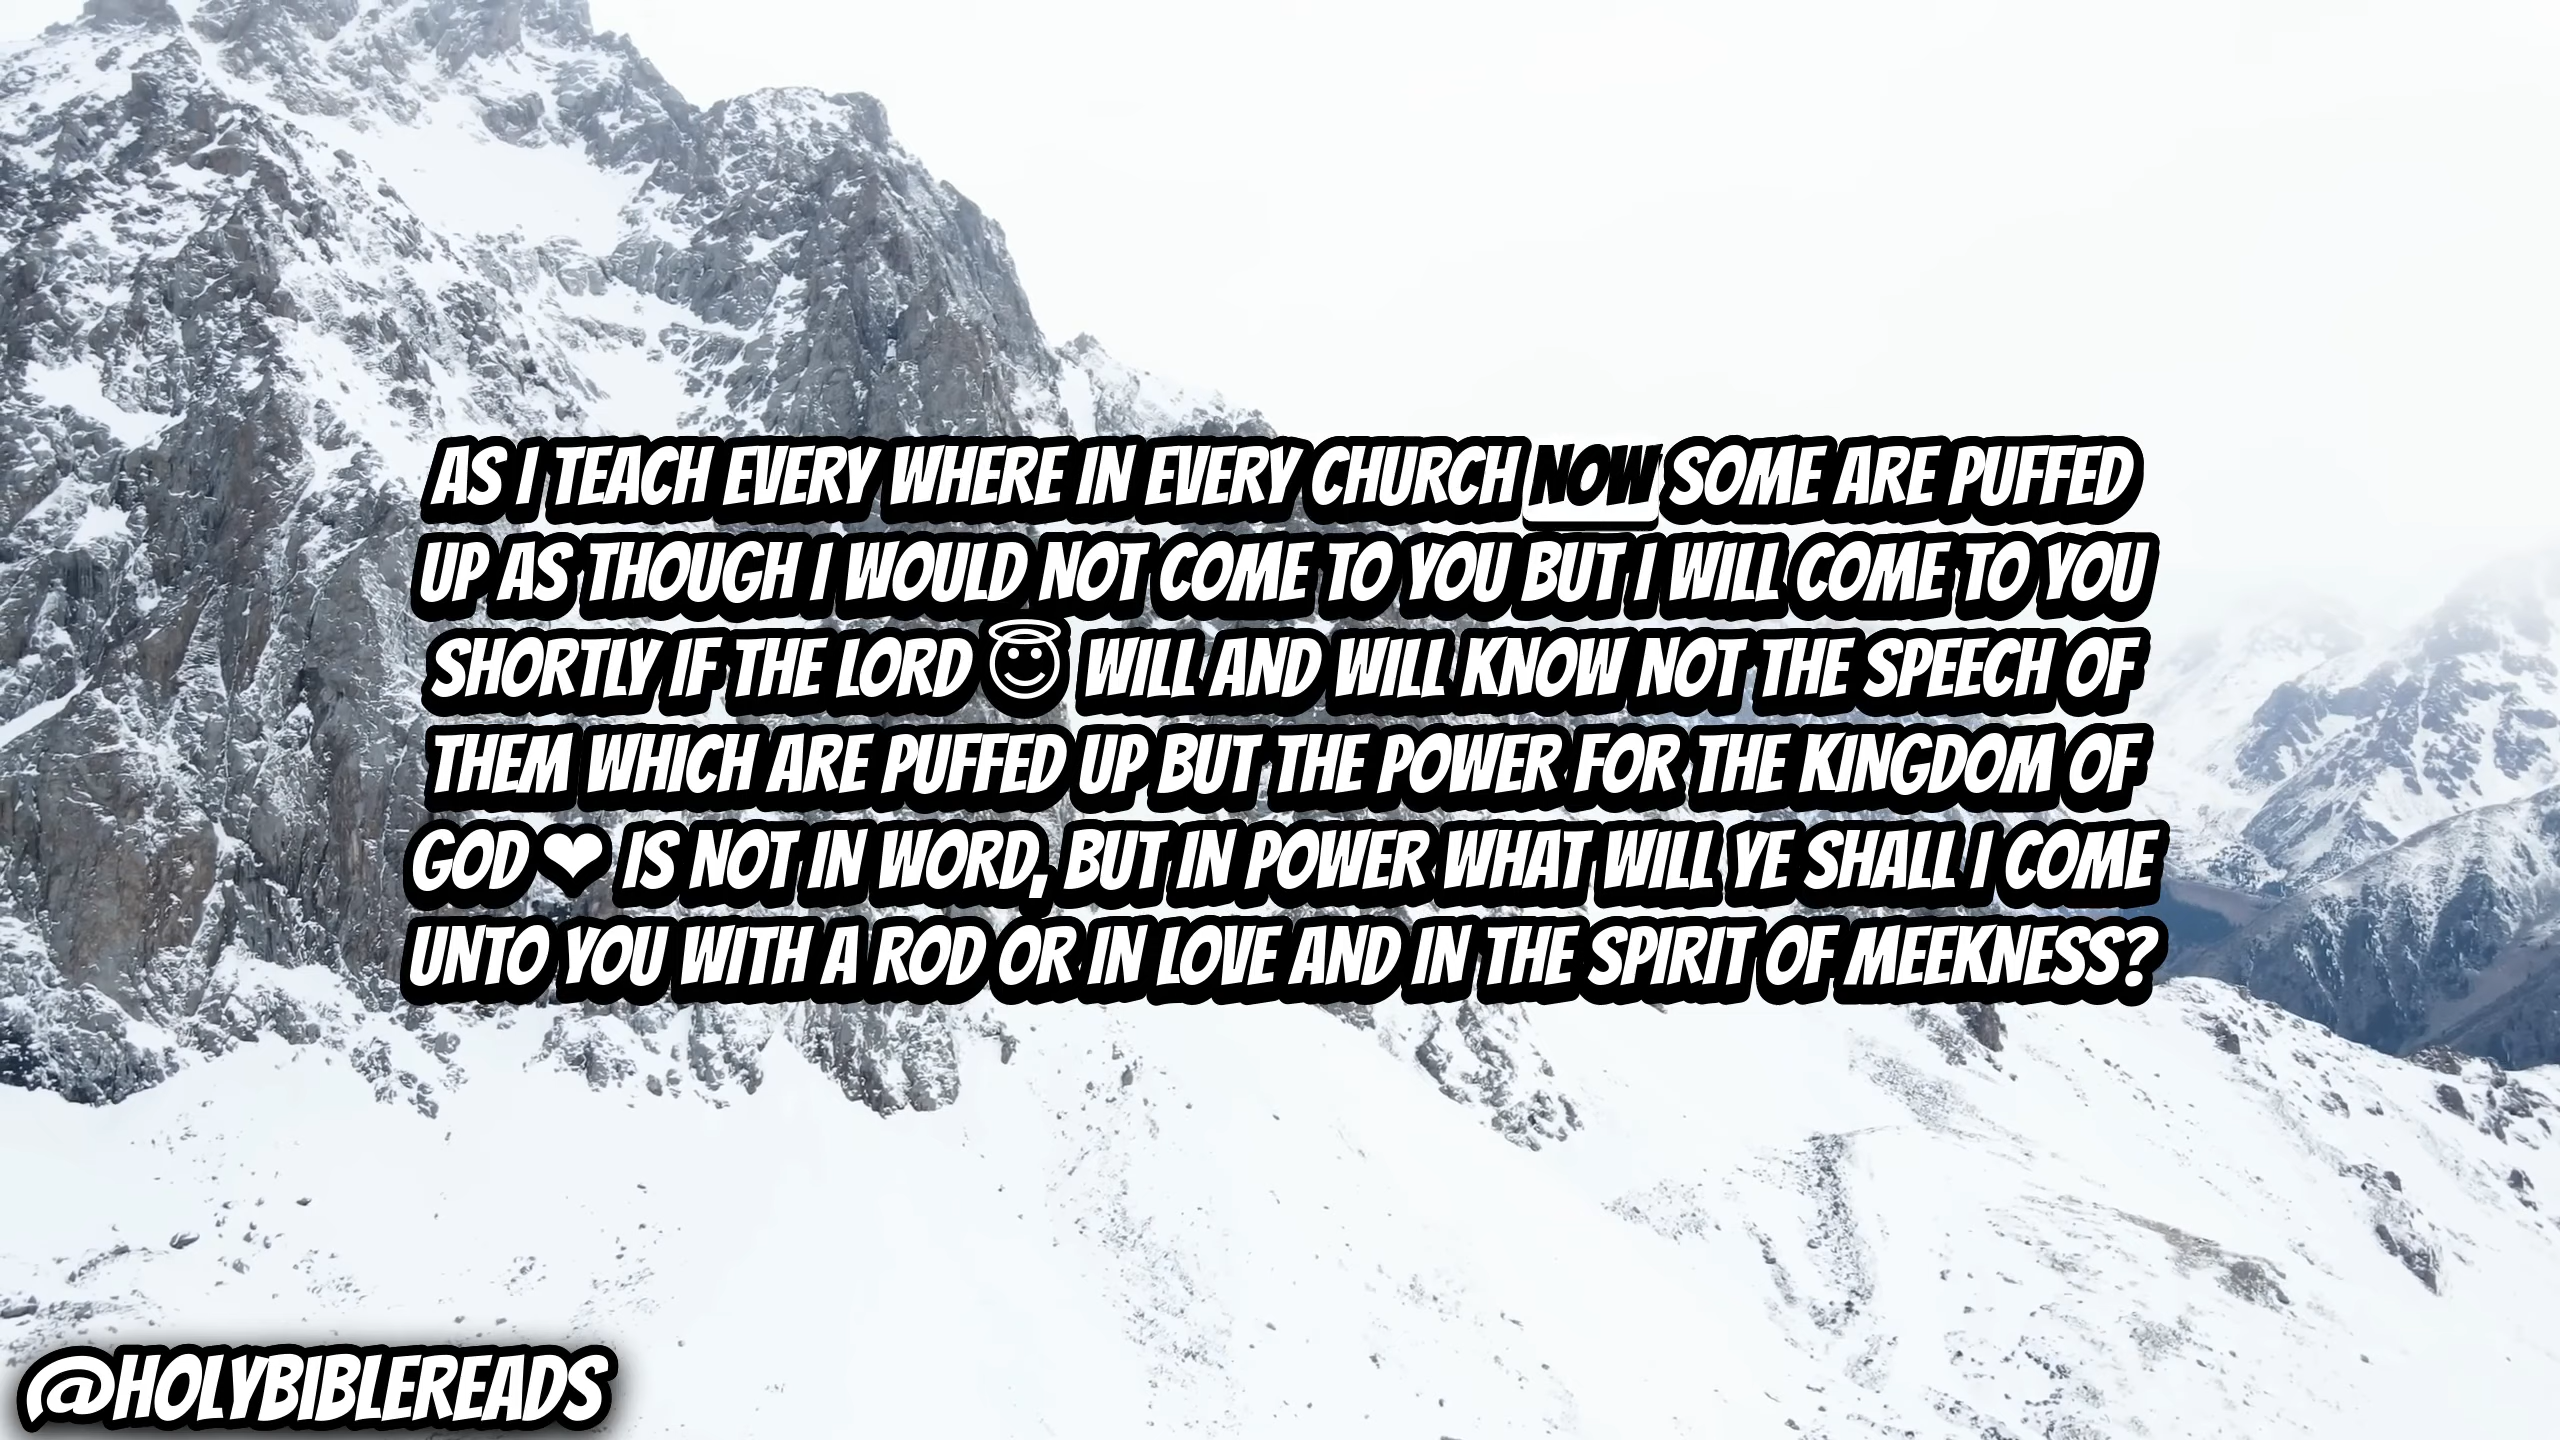 AS I TEACH EVERY WHERE IN EVERY CHURCH NOW SOME ARE PUFFED
UP AS THOUGH I WOULD NOT COME TO YOU BUT I WILL COME TO YOU
SHORTLY IF THE LORD 😇 WILL AND WILL KNOW NOT THE SPEECH OF
THEM WHICH ARE PUFFED UP BUT THE POWER FOR THE KINGDOM OF
GOD ❤ IS NOT IN WORD, BUT IN POWER WHAT WILL YE SHALL I COME
UNTO YOU WITH A ROD OR IN LOVE AND IN THE SPIRIT OF MEEKNESS?
@HOLYBIBLEREADS